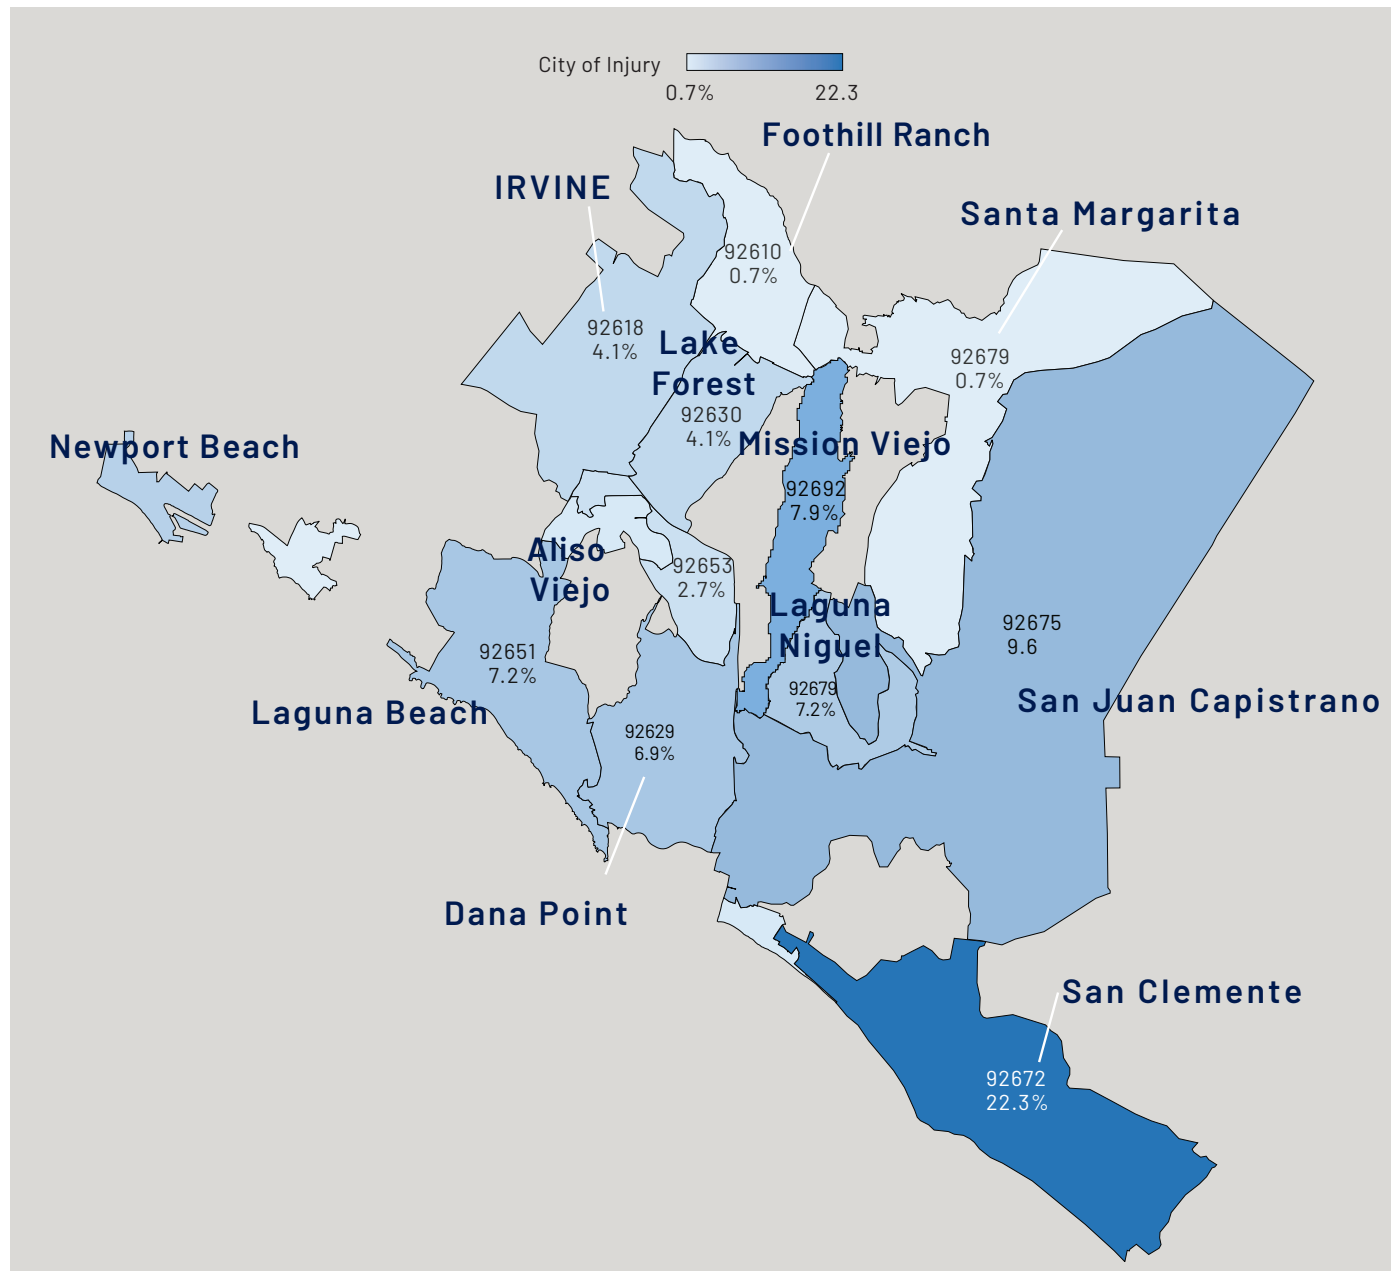 City of Injury
0.7% 22.3
Foothill Ranch
IRVINE
Santa Margarita
92610
0.7%
92618
4.1%
Lake
Forest
92679
0.7%
92630
4.1%
Mission Viejo
Newport Beach
92692
7.9%
Aliso
Viejo
92653
2.7%
Laguna
Niguel
92675
9.6
92651
7.2%
92679
7.2%
San Juan Capistrano
Laguna Beach
92629
6.9%
Dana Point
San Clemente
92672
22.3%